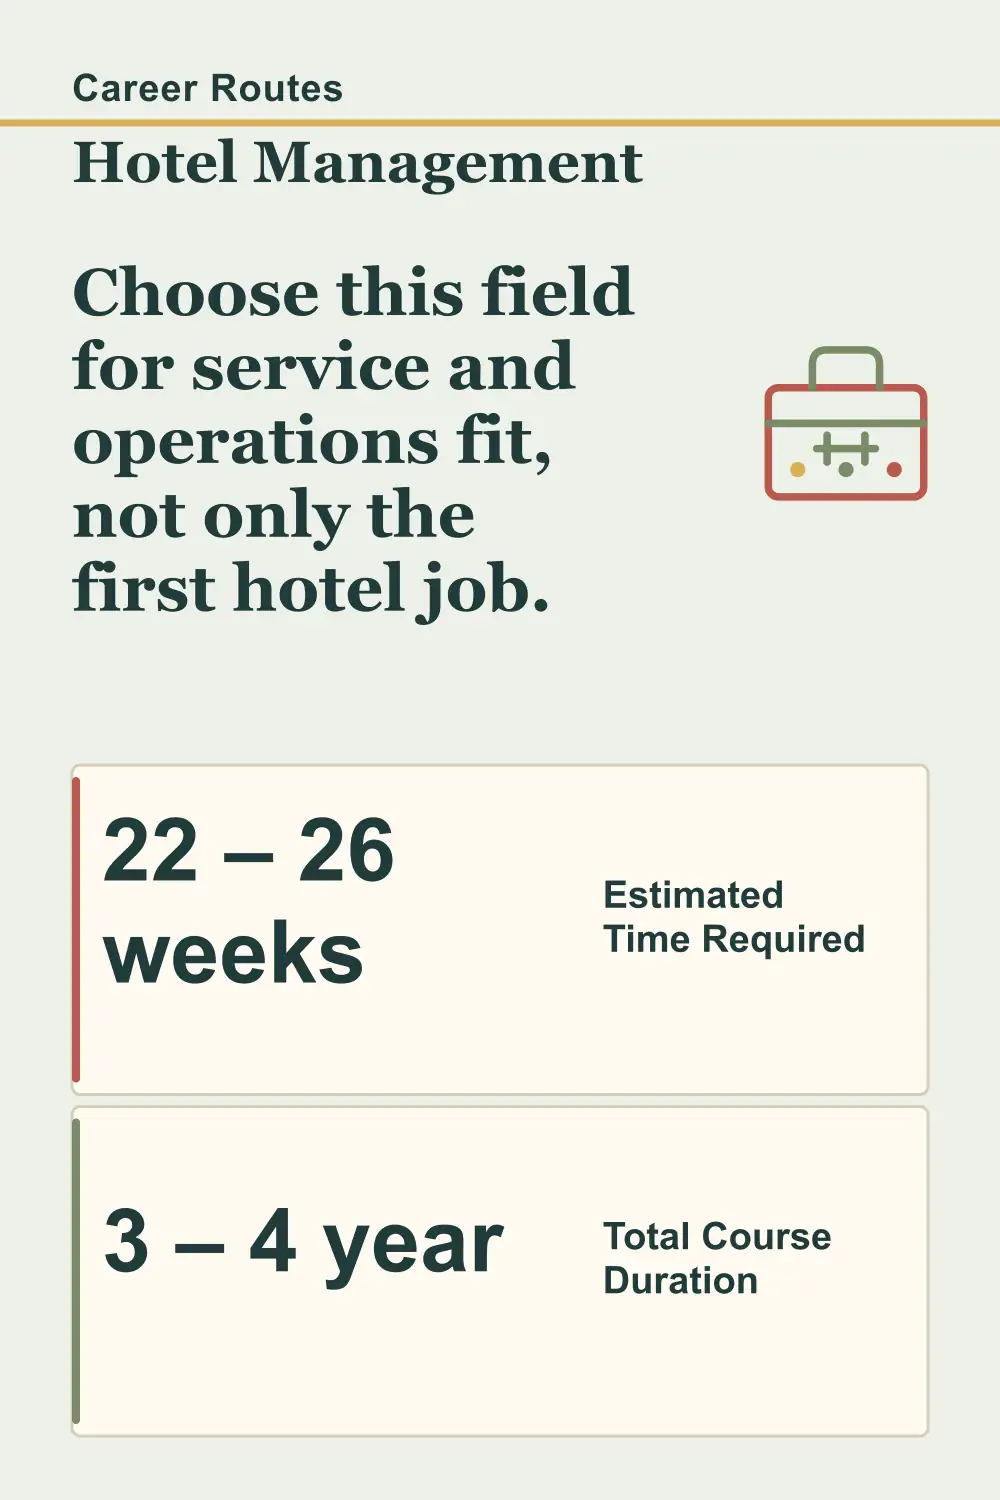 Career Routes
Hotel Management
Choose this field
for service and
operations fit,
not only the
first hotel job.
22 – 26
weeks
Estimated
Time Required
3 – 4 year
Total Course
Duration